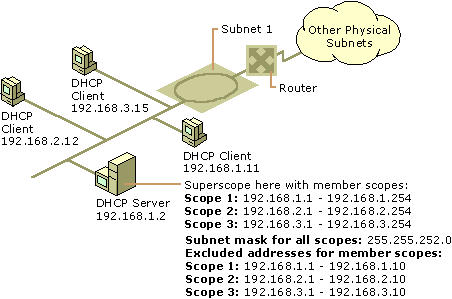 Subnet 1
Other Physical
Subnets
Router
DHCP
Client
192.168.3.15
DHCP
Client
192.168.2.12
DHCP Client
192.168.1.11
DHCP Server
192.168.1.2
Superscope here with member scopes:
Scope 1: 192.168.1.1 - 192.168.1.254
Scope 2: 192.168.2.1 - 192.168.2.254
Scope 3: 192.168.3.1 - 192.168.3.254
Subnet mask for all scopes: 255.255.252.0
Excluded addresses for member scopes:
Scope 1: 192.168.1.1 - 192.168.1.10
Scope 2: 192.168.2.1 - 192.168.2.10
Scope 3: 192.168.3.1 - 192.168.3.10